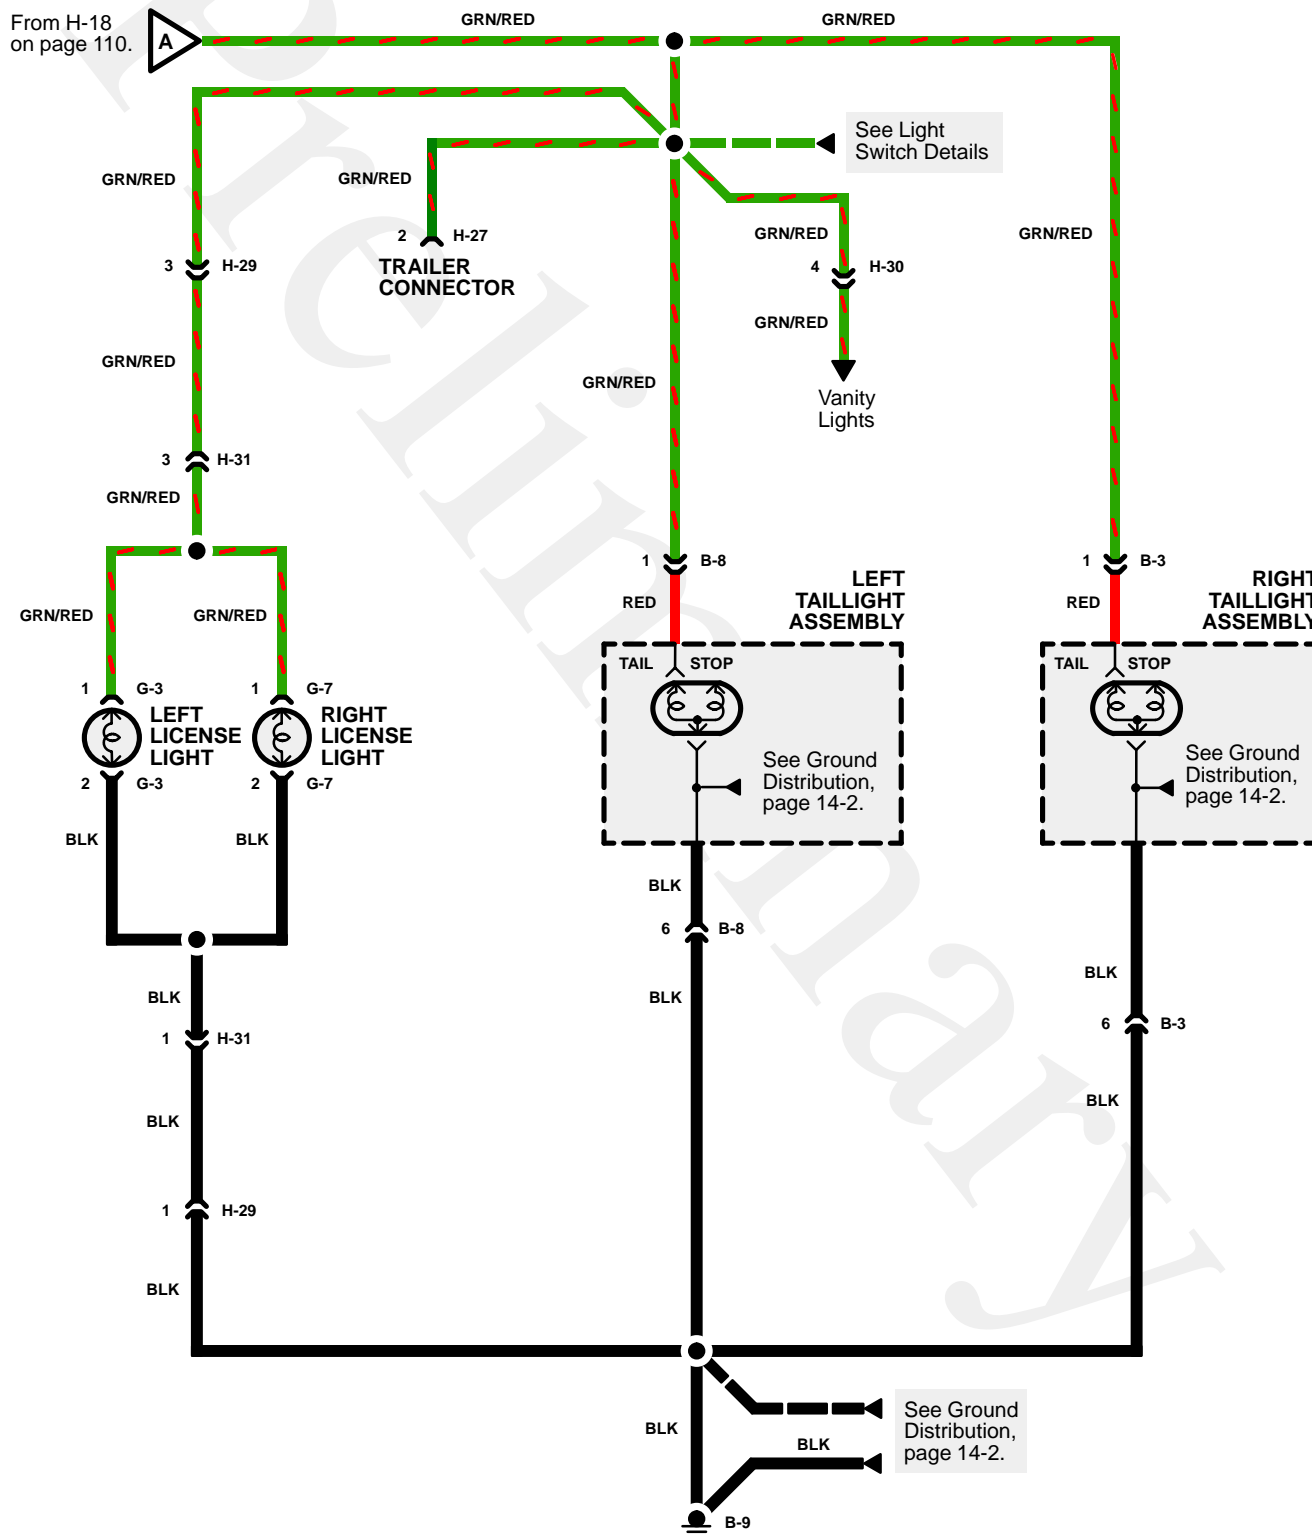 From H-18
on page 110.
A
GRN/RED
GRN/RED
See Light
Switch Details
GRN/RED
GRN/RED
GRN/RED
GRN/RED
3
H-29
2
H-27
4
H-30
TRAILER
CONNECTOR
GRN/RED
GRN/RED
GRN/RED
Vanity
Lights
3
H-31
GRN/RED
1
B-8
1
B-3
LEFT
TAILLIGHT
ASSEMBLY
RIGHT
TAILLIGHT
ASSEMBLY
GRN/RED
GRN/RED
RED
RED
TAIL
STOP
TAIL
STOP
1
G-3
1
G-7
LEFT
LICENSE
LIGHT
RIGHT
LICENSE
LIGHT
2
G-3
2
G-7
See Ground
Distribution,
page 14-2.
See Ground
Distribution,
page 14-2.
BLK
BLK
BLK
6
B-8
BLK
BLK
BLK
1
H-31
6
B-3
BLK
BLK
1
H-29
BLK
BLK
BLK
See Ground
Distribution,
page 14-2.
B-9
Preliminary